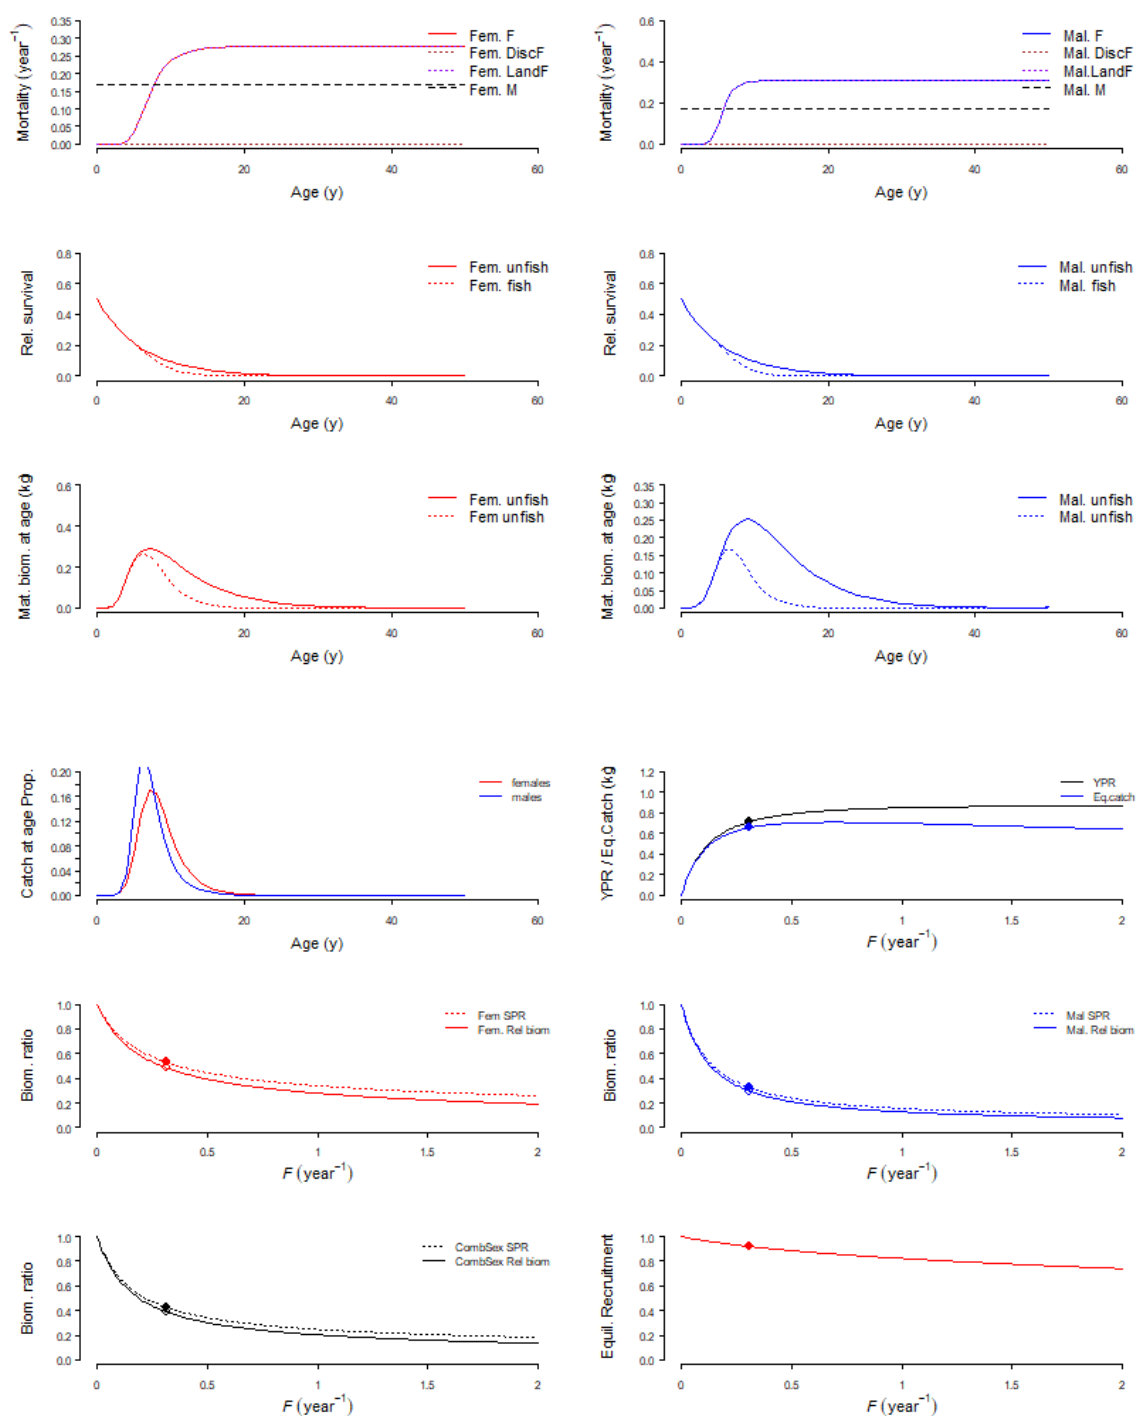 Mortality (year⁻¹)
0.35
0.30
0.25
0.20
0.15
0.10
0.05
0.00
Fem. F
Fem. DiscF
Fem. LandF
Fem. M
0
20
40
60
Age (y)
Mortality (year⁻¹)
0.6
0.4
0.2
0.0
Mal. F
Mal. DiscF
Mal.LandF
Mal. M
0
20
40
60
Age (y)
Rel. survival
0.8
0.6
0.4
0.2
0.0
Fem. unfish
Fem. fish
0
20
40
60
Age (y)
Rel. survival
0.8
0.6
0.4
0.2
0.0
Mal. unfish
Mal. fish
0
20
40
60
Age (y)
Mat. biom. at age (kg)
0.6
0.4
0.2
0.0
Fem. unfish
Fem unfish
0
20
40
60
Age (y)
Mat. biom. at age (kg)
0.35
0.30
0.25
0.20
0.15
0.10
0.05
0.00
Mal. unfish
Mal. unfish
0
20
40
60
Age (y)
Catch at age Prop.
0.20
0.16
0.12
0.08
0.04
0.00
females
males
0
20
40
60
Age (y)
YPR / Eq.Catch (kg)
1.2
1.0
0.8
0.6
0.4
0.2
0.0
YPR
Eq.catch
0
0.5
1
1.5
2
F (year⁻¹)
Biom. ratio
1.0
0.8
0.6
0.4
0.2
0.0
Fem SPR
Fem. Rel biom
0
0.5
1
1.5
2
F (year⁻¹)
Biom. ratio
1.0
0.8
0.6
0.4
0.2
0.0
Mal SPR
Mal. Rel biom
0
0.5
1
1.5
2
F (year⁻¹)
Biom. ratio
1.0
0.8
0.6
0.4
0.2
0.0
CombSex SPR
CombSex Rel biom
0
0.5
1
1.5
2
F (year⁻¹)
Equil. Recruitment
1.0
0.8
0.6
0.4
0.2
0.0
0
0.5
1
1.5
2
F (year⁻¹)